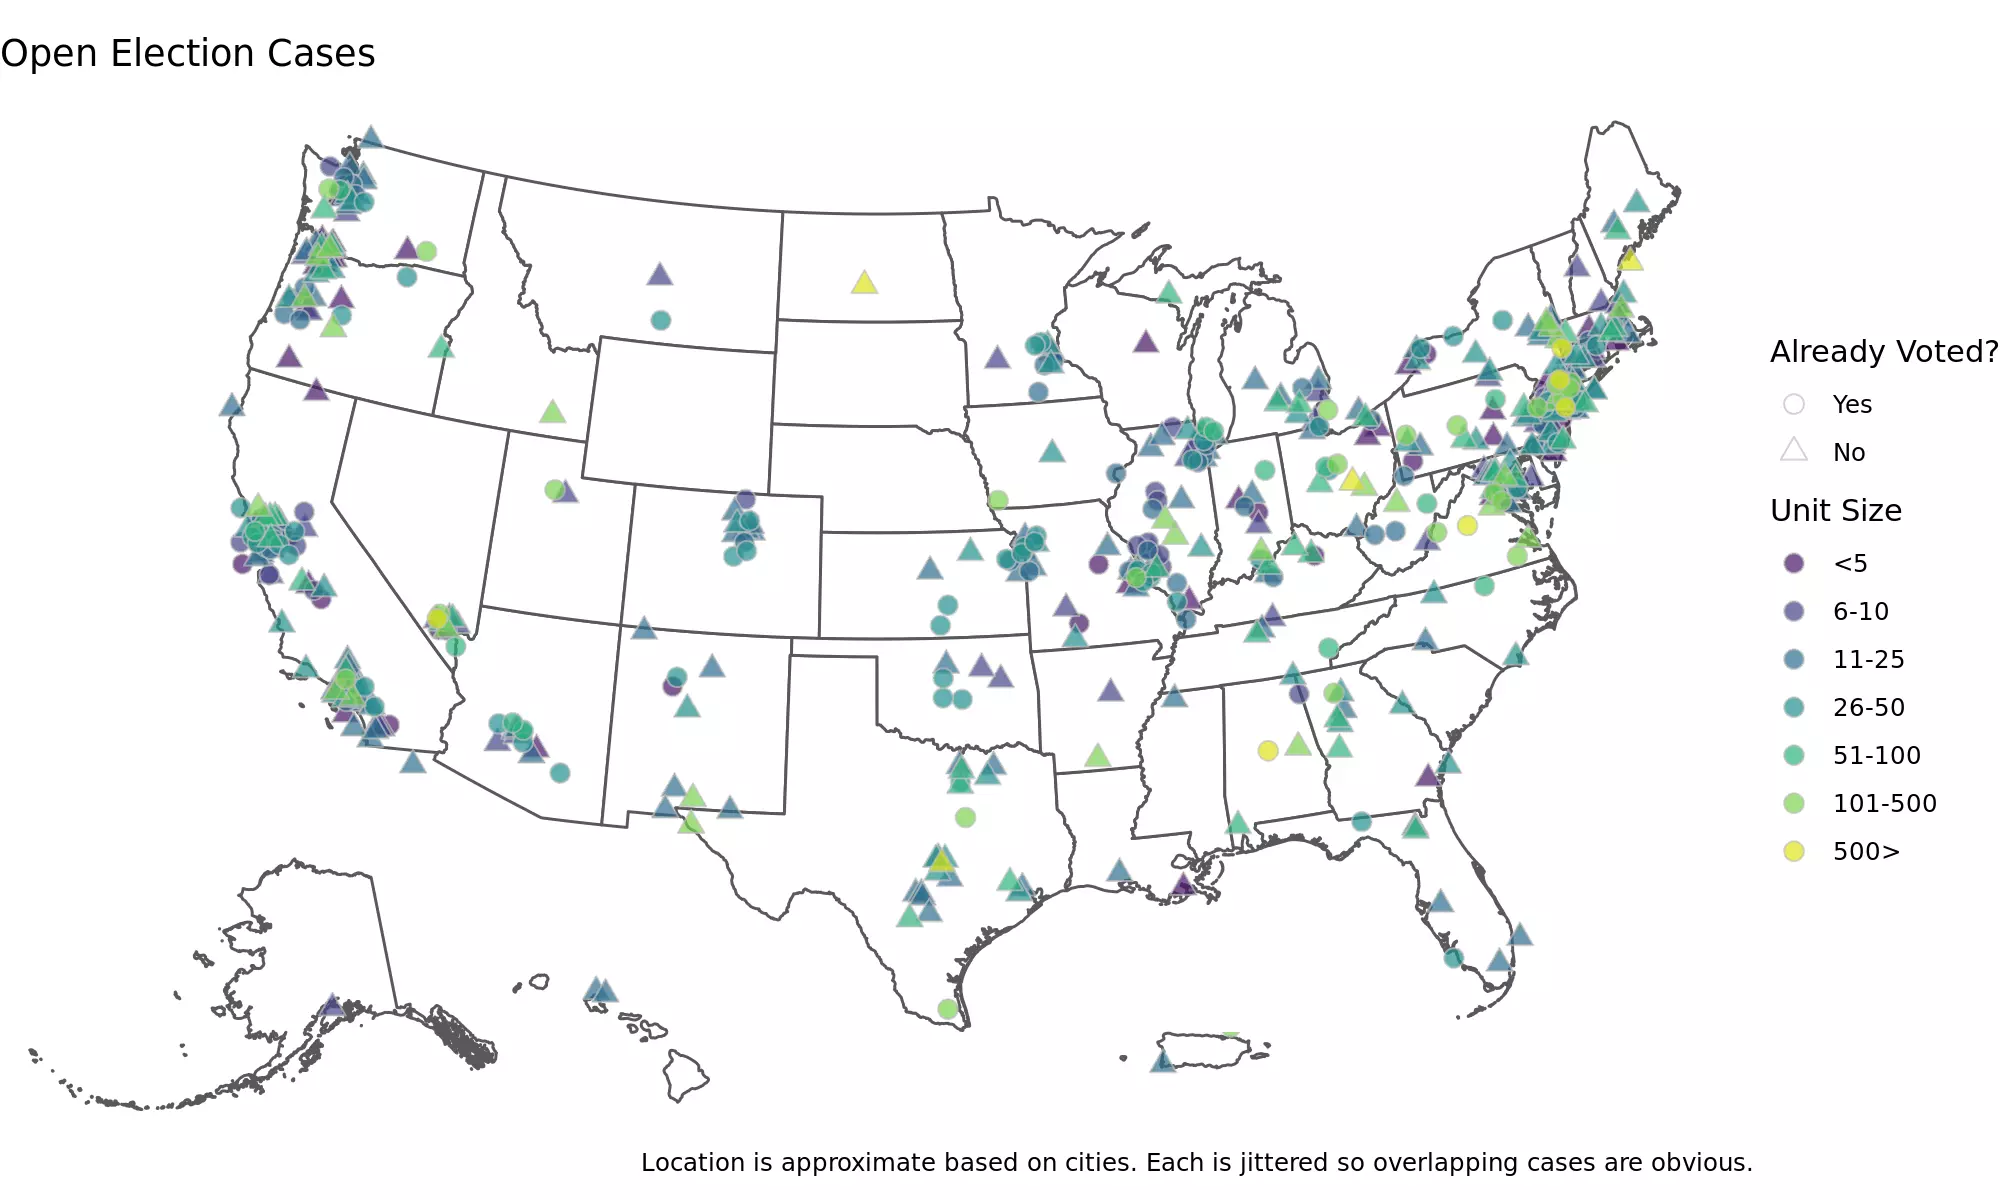 Open Election Cases
Already Voted?
Yes
No
Unit Size
<5
6-10
11-25
26-50
51-100
101-500
500>
Location is approximate based on cities. Each is jittered so overlapping cases are obvious.